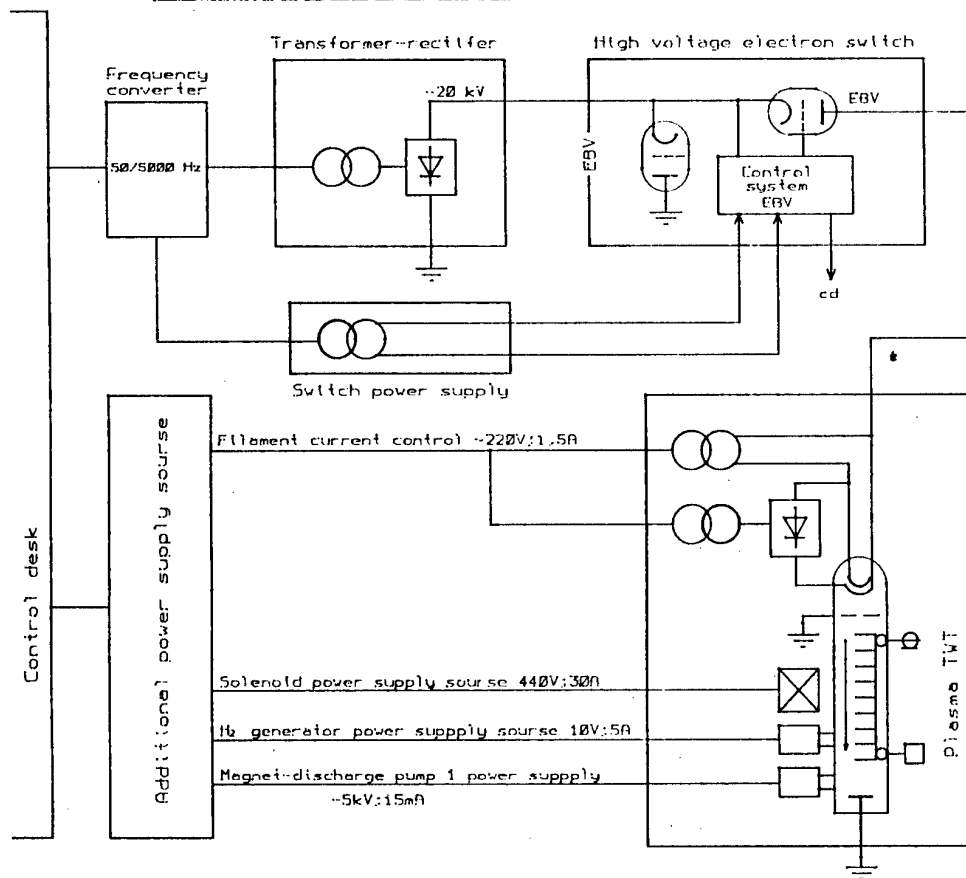 Transformer-rectifer
High voltage electron switch
Frequency
converter
~20 kV
EBV
50/5000 Hz
EBV
Control
system
EBV
cd
Switch power supply
Filament current control ~220V;1,5A
Additional power supply sourse
Control desk
plasma TWT
Solenoid power supply sourse 440V;30A
H2 generator power suppply sourse 10V;5A
Magnet-discharge pump 1 power suppply
~5kV;15mA